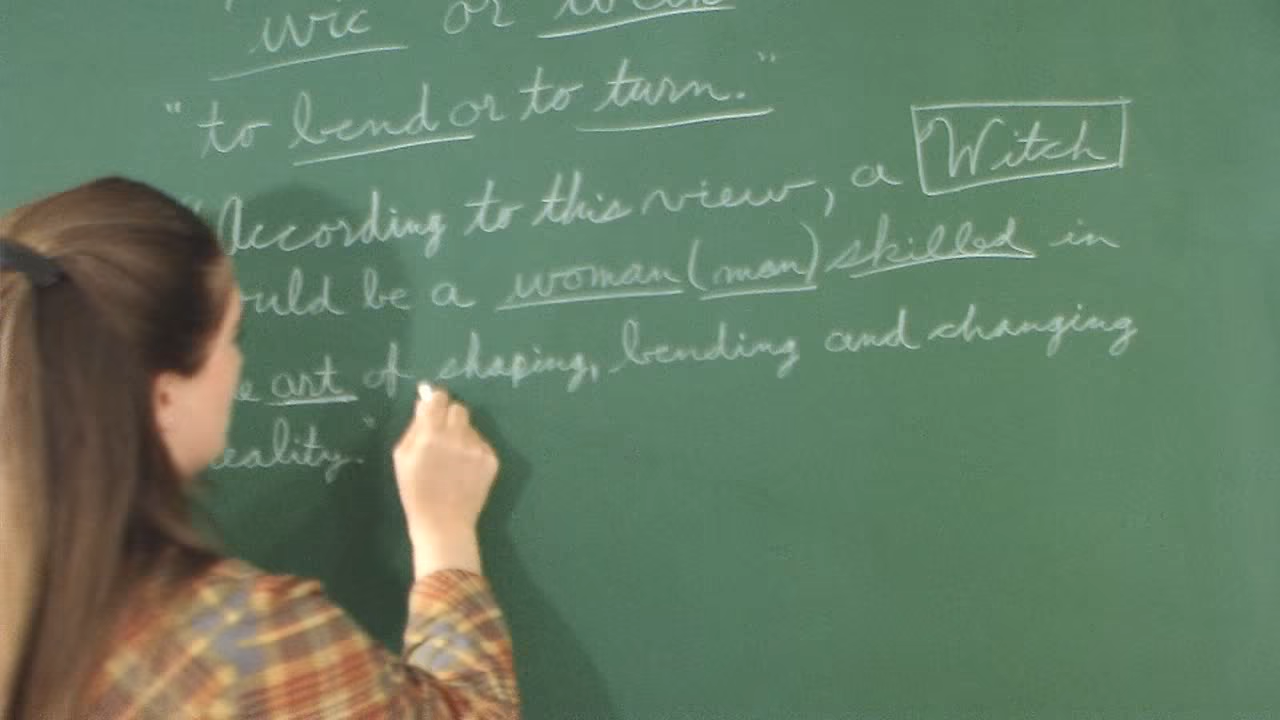 wic or
"to bend or to turn."
"According to this view, a Witch
ould be a woman (man) skilled in
e art of shaping, bending and changing
eality."